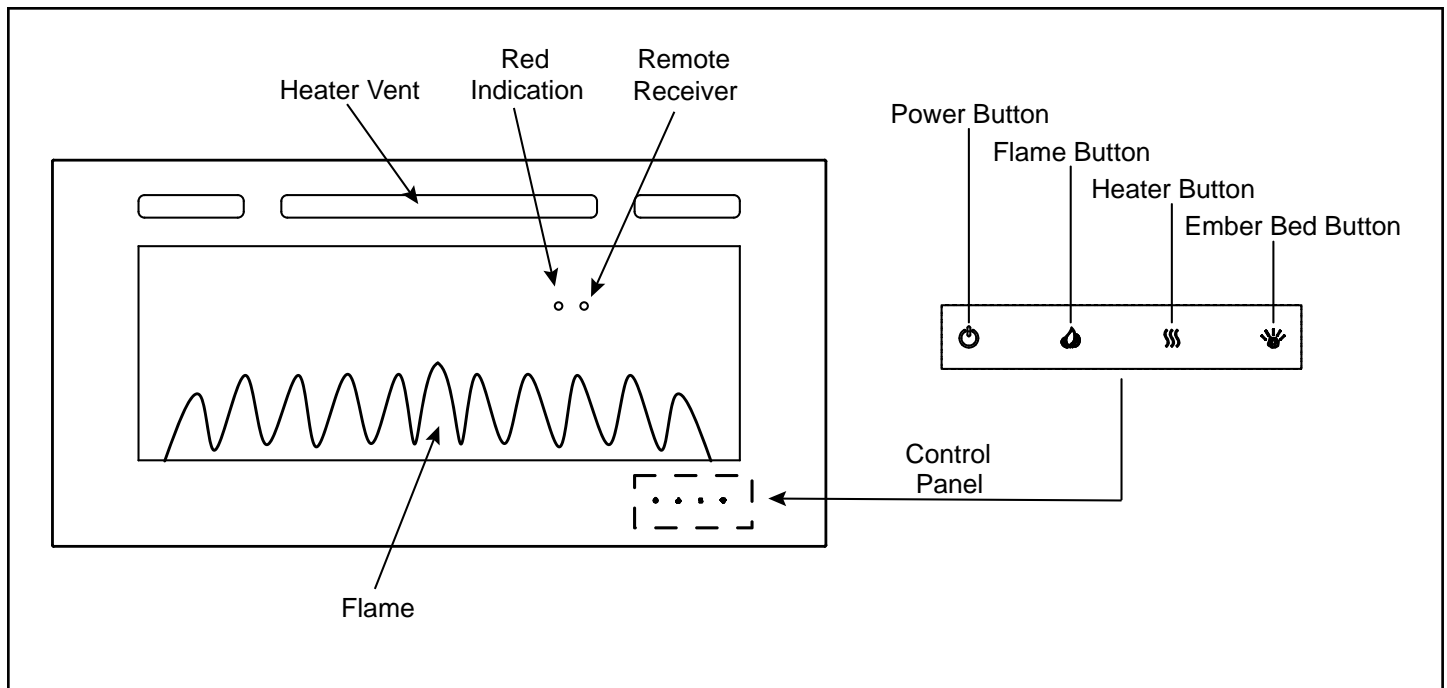 Red
Indication
Remote
Receiver
Heater Vent
Power Button
Flame Button
Heater Button
Ember Bed Button
Control
Panel
Flame